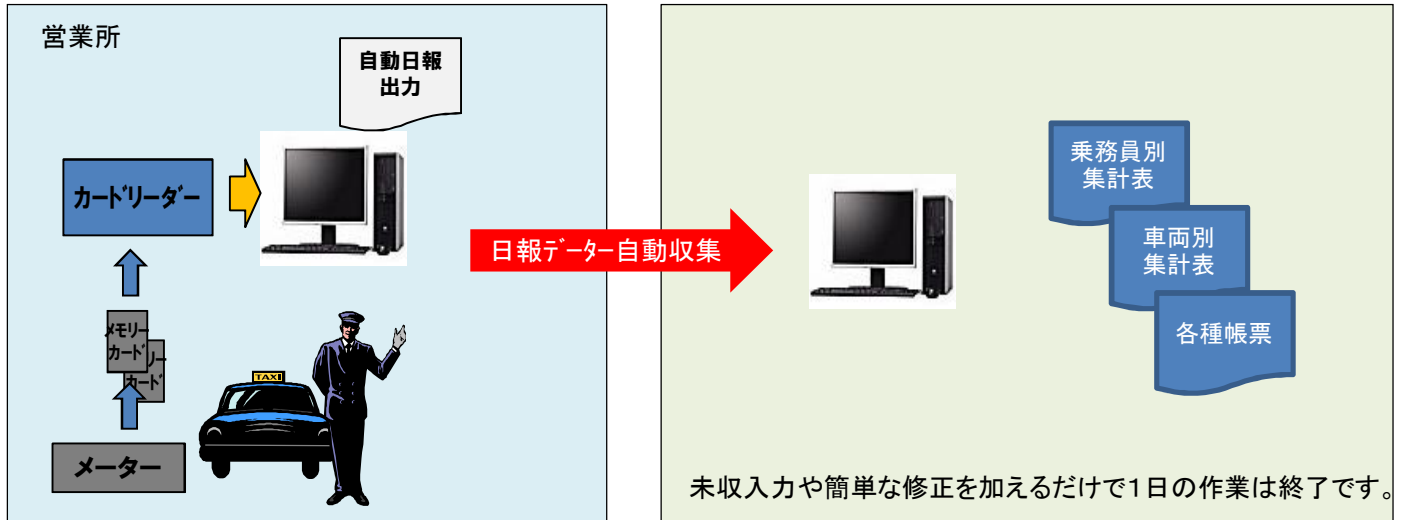 営業所
自動日報
出力
カードリーダー
メモリー
カード
リー
カード
メーター
TAXI
日報データー自動収集
乗務員別
集計表
車両別
集計表
各種帳票
未収入力や簡単な修正を加えるだけで1日の作業は終了です。